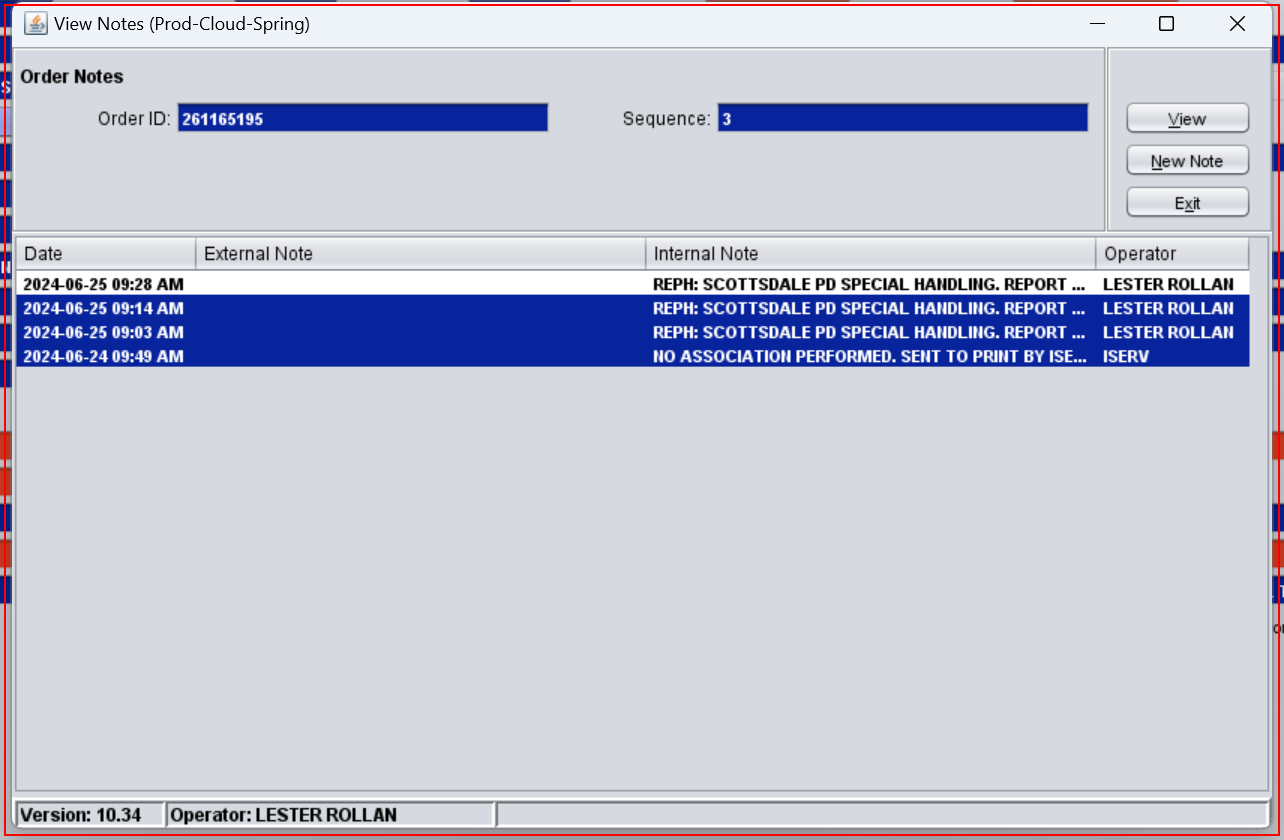 View Notes (Prod-Cloud-Spring)
Order Notes
Order ID: 261165195 Sequence: 3
View
New Note
Exit
Date External Note Internal Note Operator
2024-06-25 09:28 AM REPH: SCOTTSDALE PD SPECIAL HANDLING. REPORT ... LESTER ROLLAN
2024-06-25 09:14 AM REPH: SCOTTSDALE PD SPECIAL HANDLING. REPORT ... LESTER ROLLAN
2024-06-25 09:03 AM REPH: SCOTTSDALE PD SPECIAL HANDLING. REPORT ... LESTER ROLLAN
2024-06-24 09:49 AM NO ASSOCIATION PERFORMED. SENT TO PRINT BY ISE... ISERV
Version: 10.34 Operator: LESTER ROLLAN